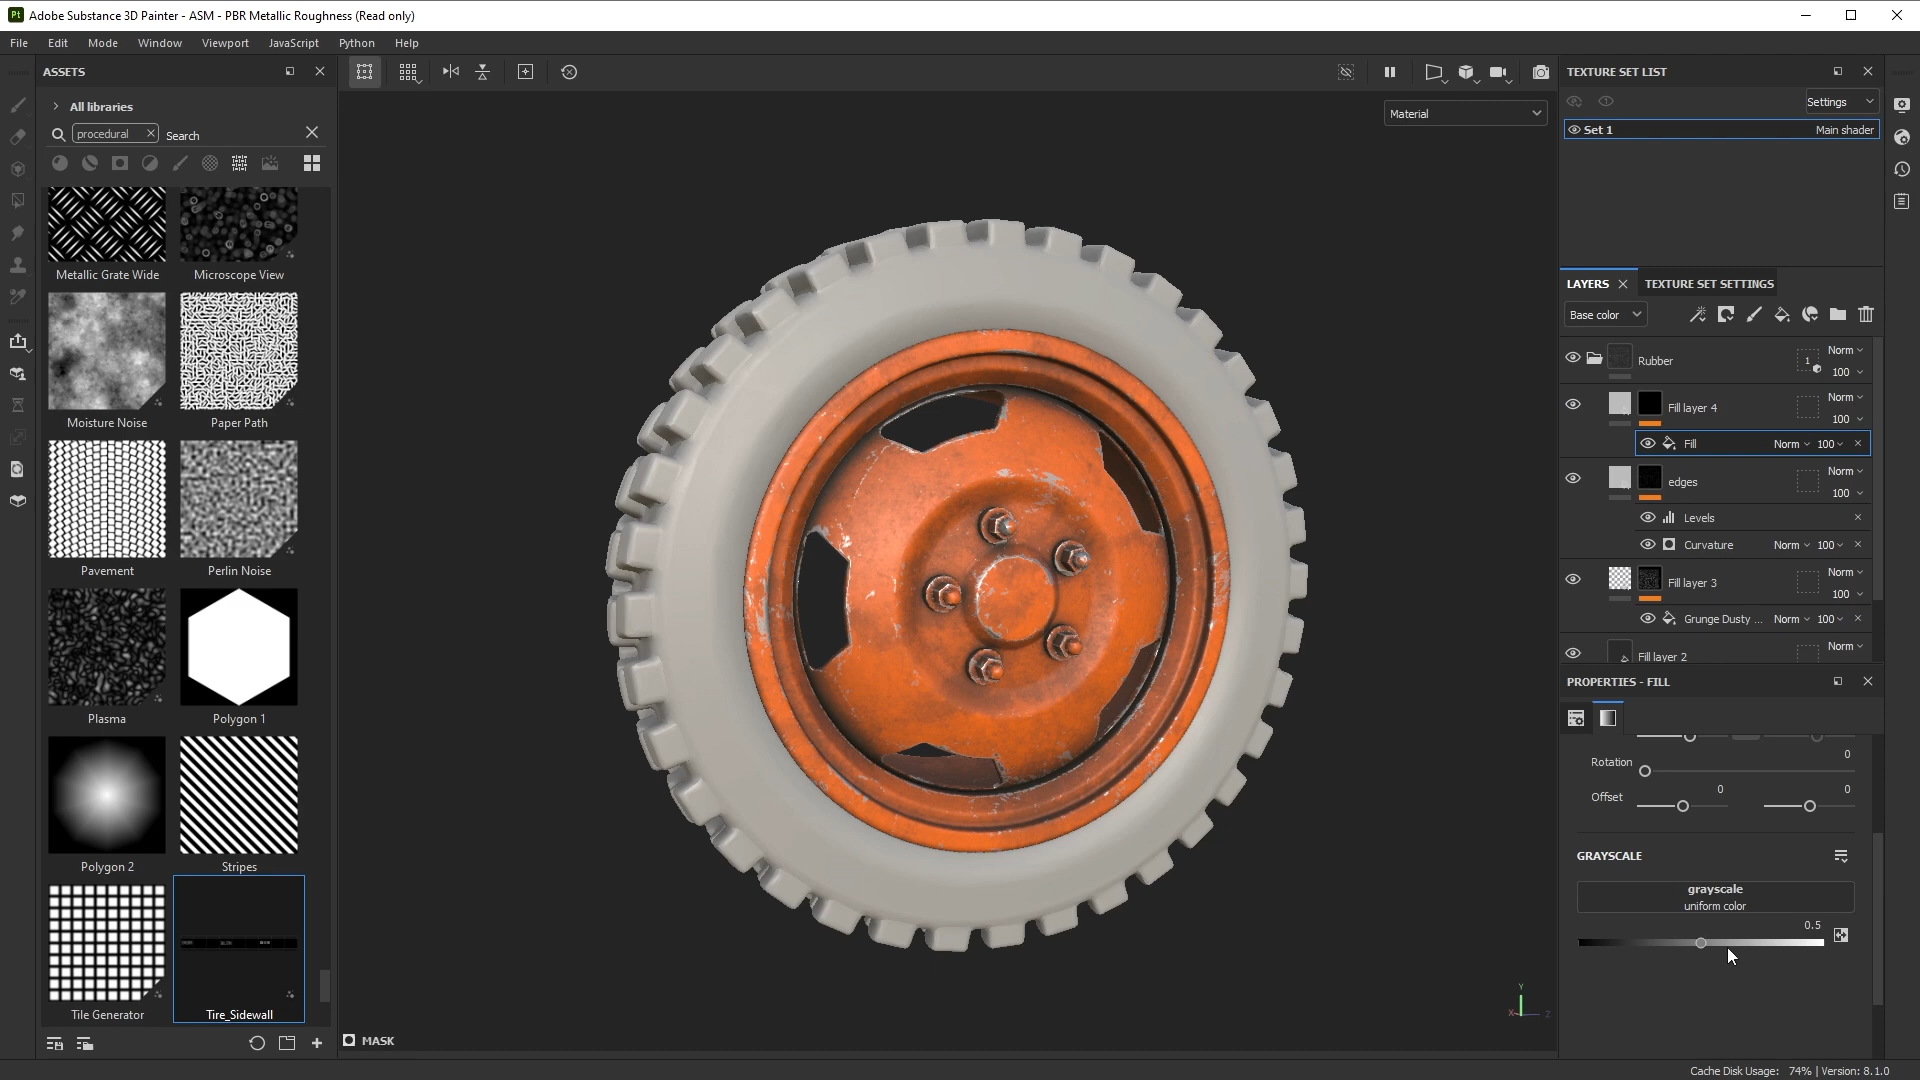 Pt Adobe Substance 3D Painter - ASM - PBR Metallic Roughness (Read only)
File Edit Mode Window Viewport JavaScript Python Help
ASSETS
All libraries
procedural Search
Metallic Grate Wide
Microscope View
Moisture Noise
Paper Path
Pavement
Perlin Noise
Plasma
Polygon 1
Polygon 2
Stripes
Tile Generator
Tire_Sidewall
Material
Y
X
Z
MASK
TEXTURE SET LIST
Settings
Set 1 Main shader
LAYERS TEXTURE SET SETTINGS
Base color
Rubber 1 Norm
100
Fill layer 4 Norm
100
Fill Norm 100
edges Norm
100
Levels
Curvature Norm 100
Fill layer 3 Norm
100
Grunge Dusty ... Norm 100
Fill layer 2 Norm
PROPERTIES - FILL
Rotation 0
Offset 0 0
GRAYSCALE
grayscale
uniform color
0.5
Cache Disk Usage: 74% | Version: 8.1.0